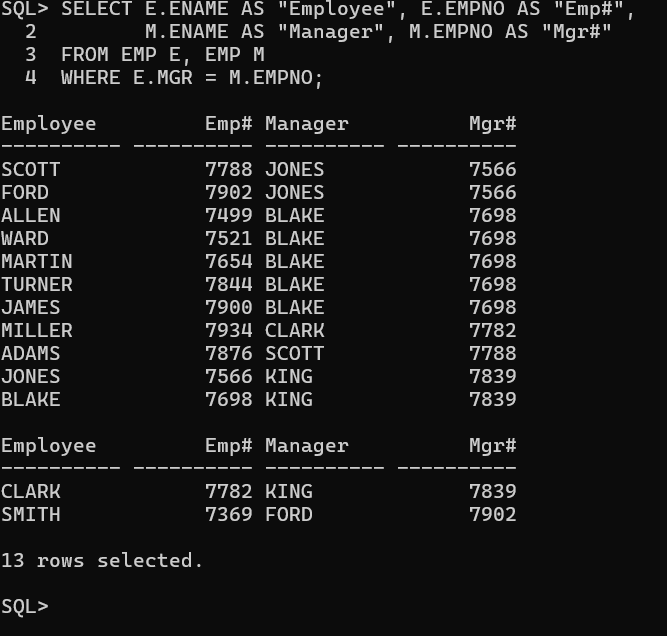 SQL> SELECT E.ENAME AS "Employee", E.EMPNO AS "Emp#",
  2         M.ENAME AS "Manager", M.EMPNO AS "Mgr#"
  3  FROM EMP E, EMP M
  4  WHERE E.MGR = M.EMPNO;

Employee         Emp# Manager          Mgr#
---------- ---------- ---------- ----------
SCOTT            7788 JONES            7566
FORD             7902 JONES            7566
ALLEN            7499 BLAKE            7698
WARD             7521 BLAKE            7698
MARTIN           7654 BLAKE            7698
TURNER           7844 BLAKE            7698
JAMES            7900 BLAKE            7698
MILLER           7934 CLARK            7782
ADAMS            7876 SCOTT            7788
JONES            7566 KING             7839
BLAKE            7698 KING             7839

Employee         Emp# Manager          Mgr#
---------- ---------- ---------- ----------
CLARK            7782 KING             7839
SMITH            7369 FORD             7902

13 rows selected.

SQL>